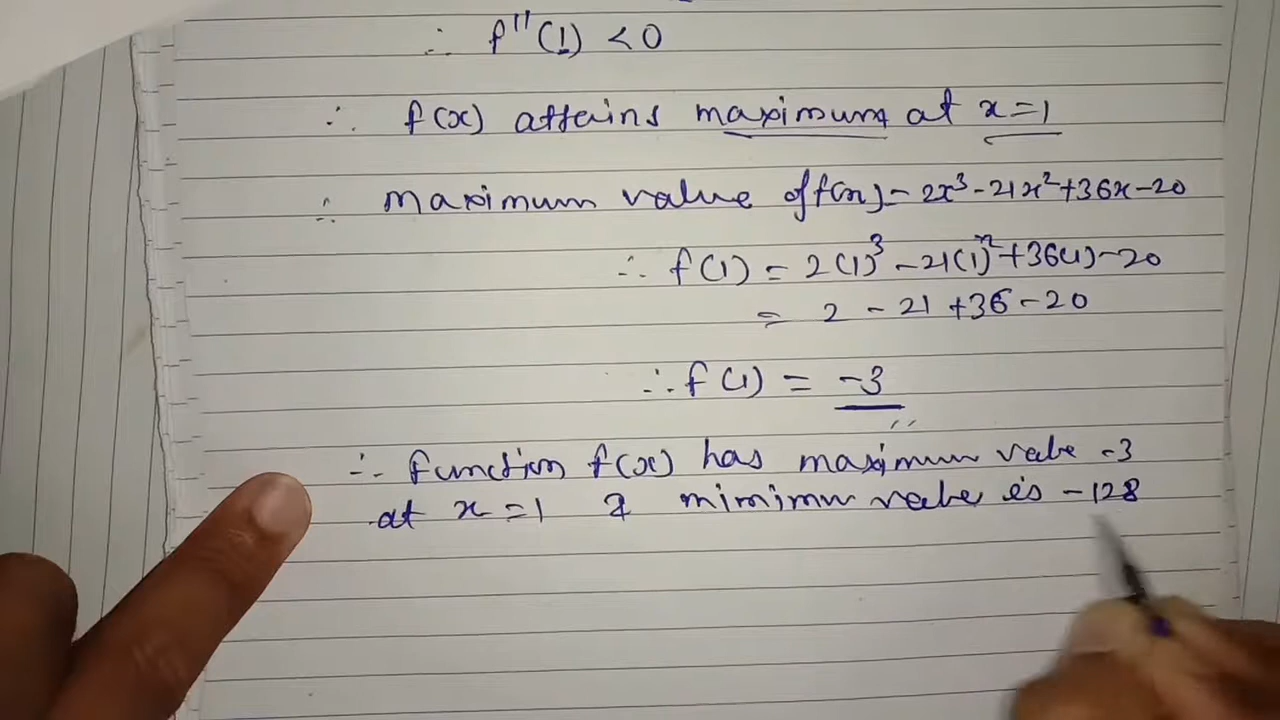 ∴ f''(1) < 0
∴ f(x) attains maximum at x=1
∴ maximum value of f(x) = 2x³-21x²+36x-20
∴ f(1) = 2(1)³-21(1)²+36(1)-20
= 2-21+36-20
∴ f(1) = -3
∴ function f(x) has maximum value -3
at x=1 & minimum value is -128